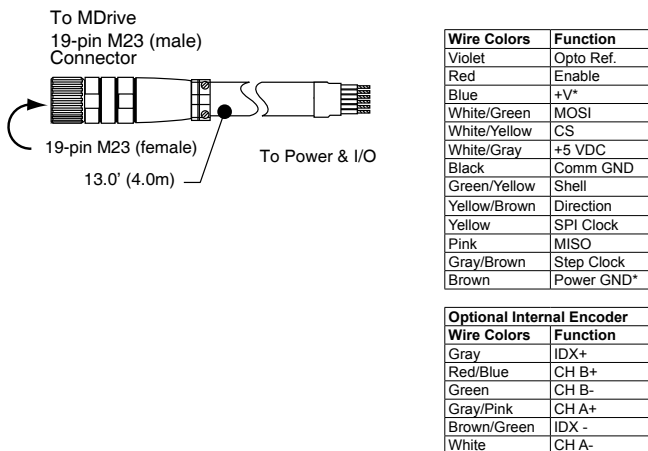 To MDrive
19-pin M23 (male)
Connector
19-pin M23 (female)
13.0' (4.0m)
To Power & I/O
Wire Colors Function
Violet Opto Ref.
Red Enable
Blue +V*
White/Green MOSI
White/Yellow CS
White/Gray +5 VDC
Black Comm GND
Green/Yellow Shell
Yellow/Brown Direction
Yellow SPI Clock
Pink MISO
Gray/Brown Step Clock
Brown Power GND*
Optional Internal Encoder
Wire Colors Function
Gray IDX+
Red/Blue CH B+
Green CH B-
Gray/Pink CH A+
Brown/Green IDX -
White CH A-